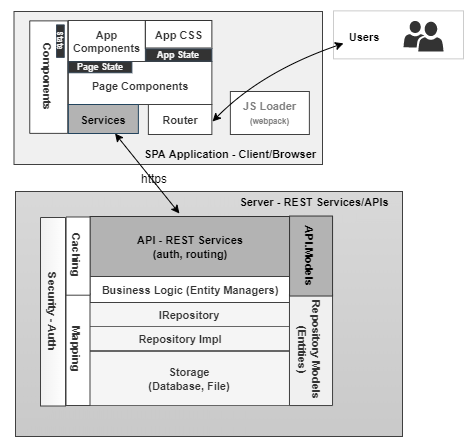 Components
State
App
Components
App CSS
App State
Page State
Page Components
Services
Router
JS Loader
(webpack)
Users
SPA Application - Client/Browser
https
Server - REST Services/APIs
Security - Auth
Caching
Mapping
API - REST Services
(auth, routing)
API.Models
Business Logic (Entity Managers)
IRepository
Repository Impl
Storage
(Database, File)
Repository Models
(Entities)